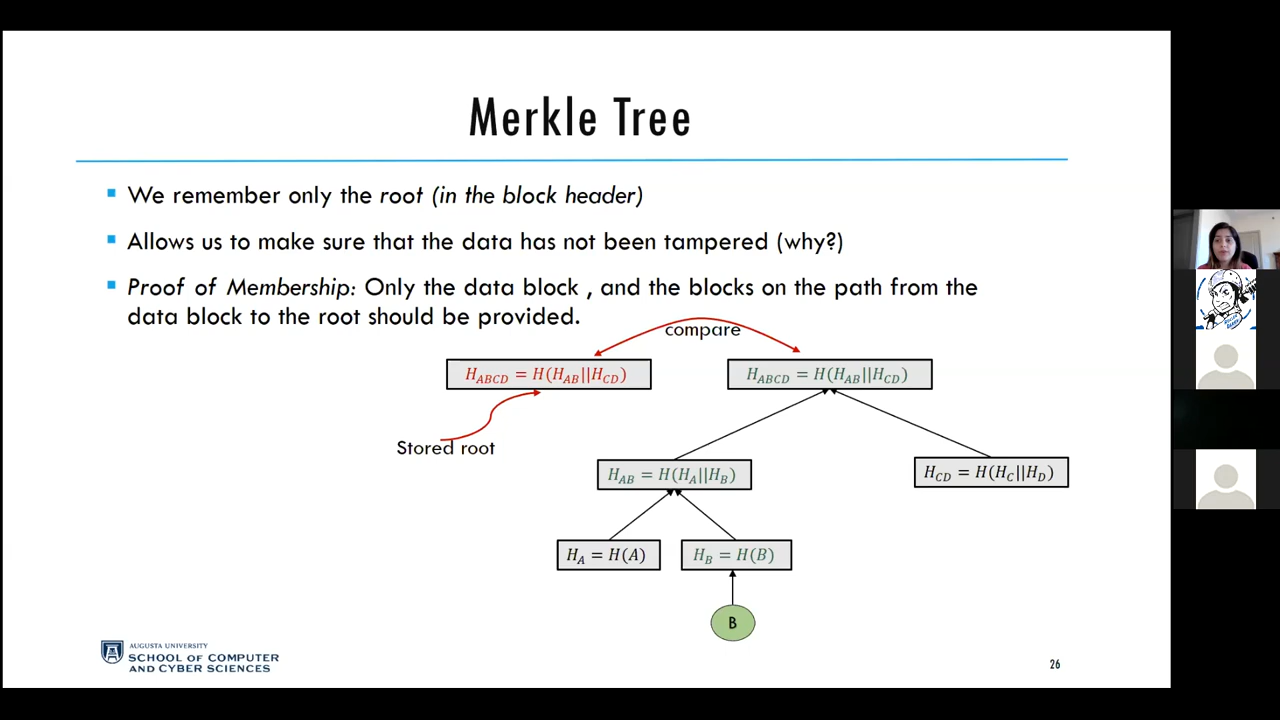 Merkle Tree
We remember only the root (in the block header)
Allows us to make sure that the data has not been tampered (why?)
Proof of Membership: Only the data block , and the blocks on the path from the
data block to the root should be provided.
compare
H_ABCD = H(H_AB||H_CD)
H_ABCD = H(H_AB||H_CD)
Stored root
H_AB = H(H_A||H_B)
H_CD = H(H_C||H_D)
H_A = H(A)
H_B = H(B)
B
AUGUSTA UNIVERSITY
SCHOOL OF COMPUTER
AND CYBER SCIENCES
26